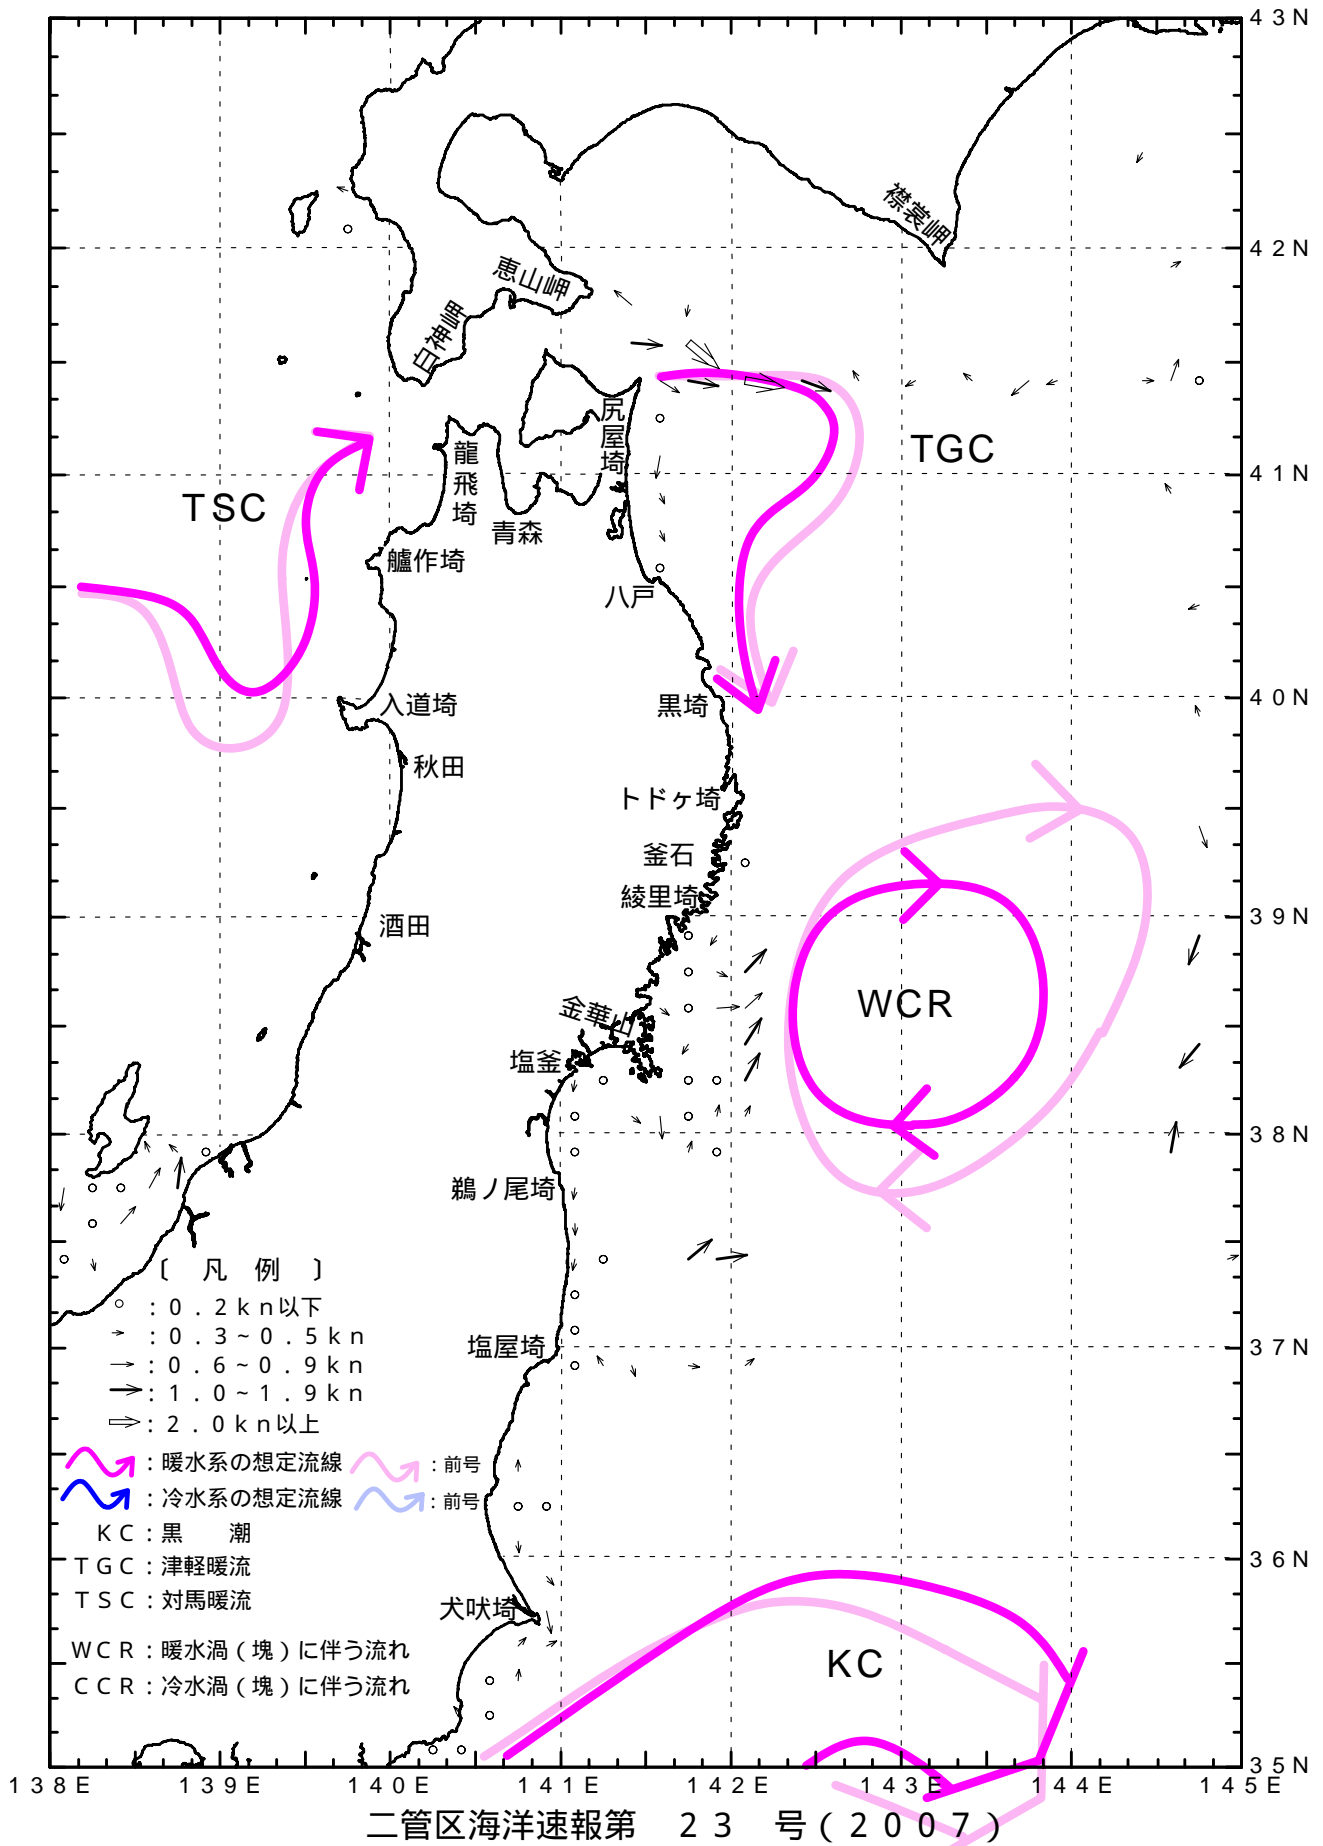 43N
襟裳岬
42N
恵山岬
白神岬
尻屋埼
TGC
龍飛埼
41N
TSC
青森
艫作埼
八戸
入道埼
黒埼
40N
秋田
トドヶ埼
釜石
綾里埼
39N
酒田
WCR
金華山
塩釜
38N
鵜ノ尾埼
〔 凡 例 〕
:0.2kn以下
:0.3~0.5kn
塩屋埼
37N
:0.6~0.9kn
:1.0~1.9kn
:2.0kn以上
:暖水系の想定流線 :前号
:冷水系の想定流線 :前号
KC:黒 潮
TGC:津軽暖流
36N
TSC:対馬暖流
犬吠埼
WCR:暖水渦(塊)に伴う流れ
KC
CCR:冷水渦(塊)に伴う流れ
35N
138E 139E 140E 141E 142E 143E 144E 145E
二管区海洋速報第 23 号(2007)